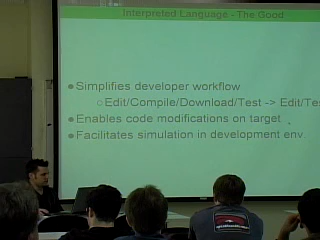 Interpreted Language - The Good
●Simplifies developer workflow
○Edit/Compile/Download/Test -> Edit/Tes
●Enables code modifications on target
●Facilitates simulation in development env.